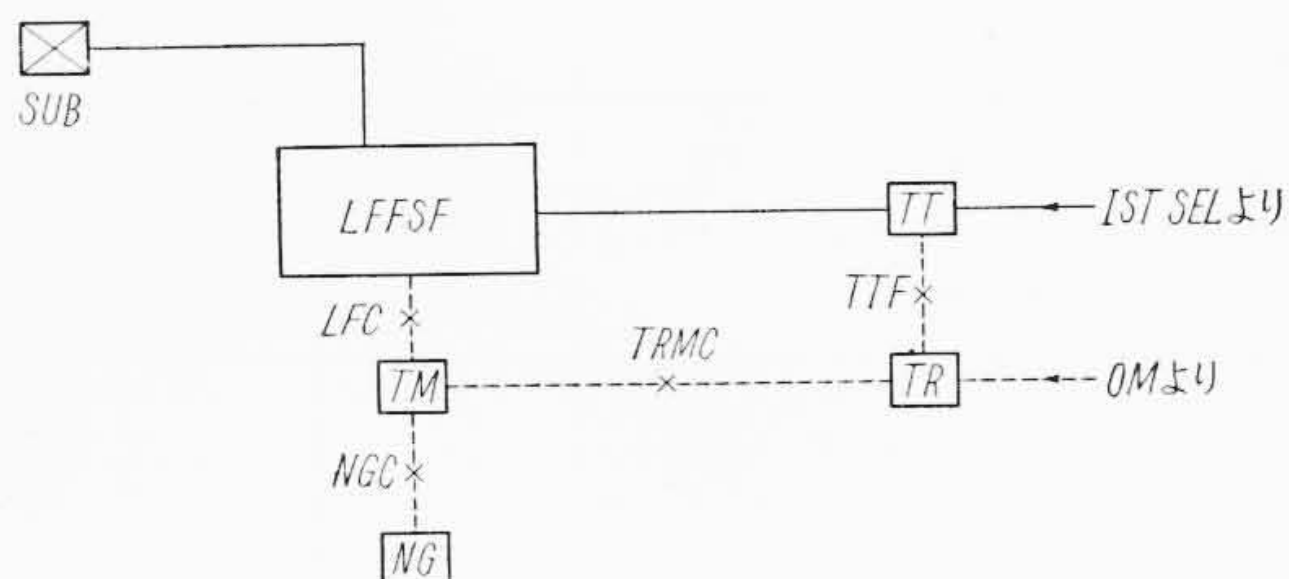 SUB
LFFSF
TT
IST SELより
TTF
LFC
TRMC
TM
TR
OMより
NGC
NG